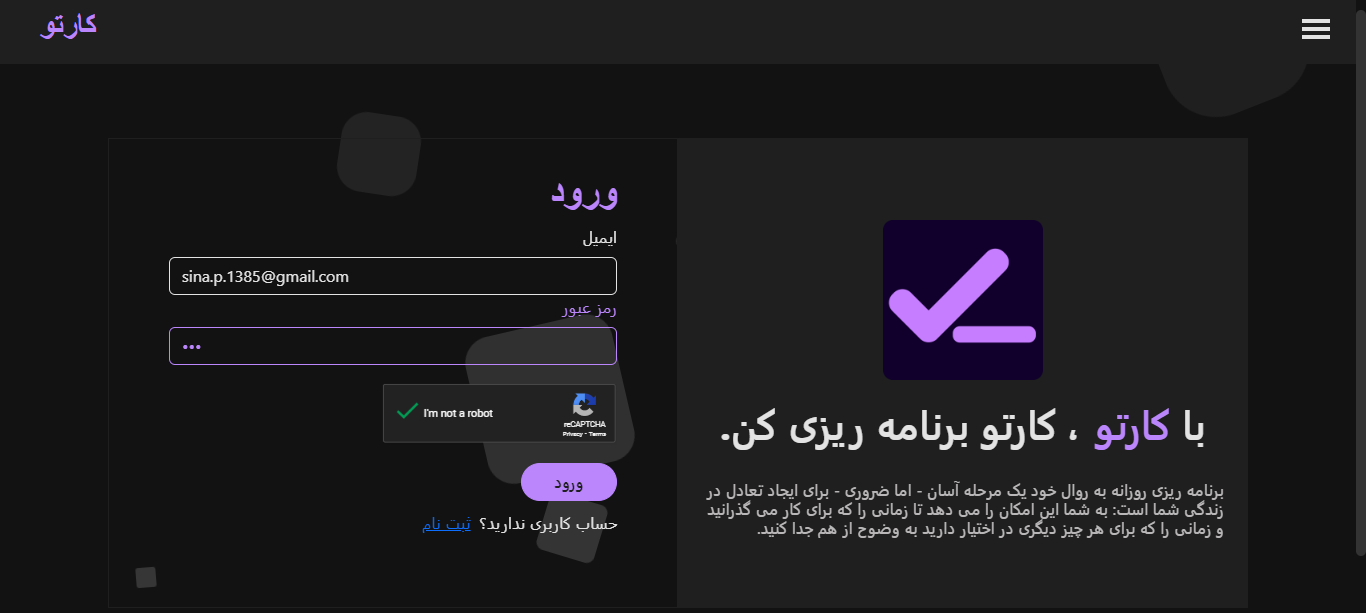 کارتو
ورود
ایمیل
sina.p.1385@gmail.com
رمز عبور
•••
I'm not a robot
reCAPTCHA
Privacy - Terms
ورود
حساب کاربری ندارید؟ ثبت نام
با کارتو ، کارتو برنامه ریزی کن.
برنامه ریزی روزانه به روال خود یک مرحله آسان - اما ضروری - برای ایجاد تعادل در
زندگی شما است: به شما این امکان را می دهد تا زمانی را که برای کار می گذرانید
و زمانی را که برای هر چیز دیگری در اختیار دارید به وضوح از هم جدا کنید.